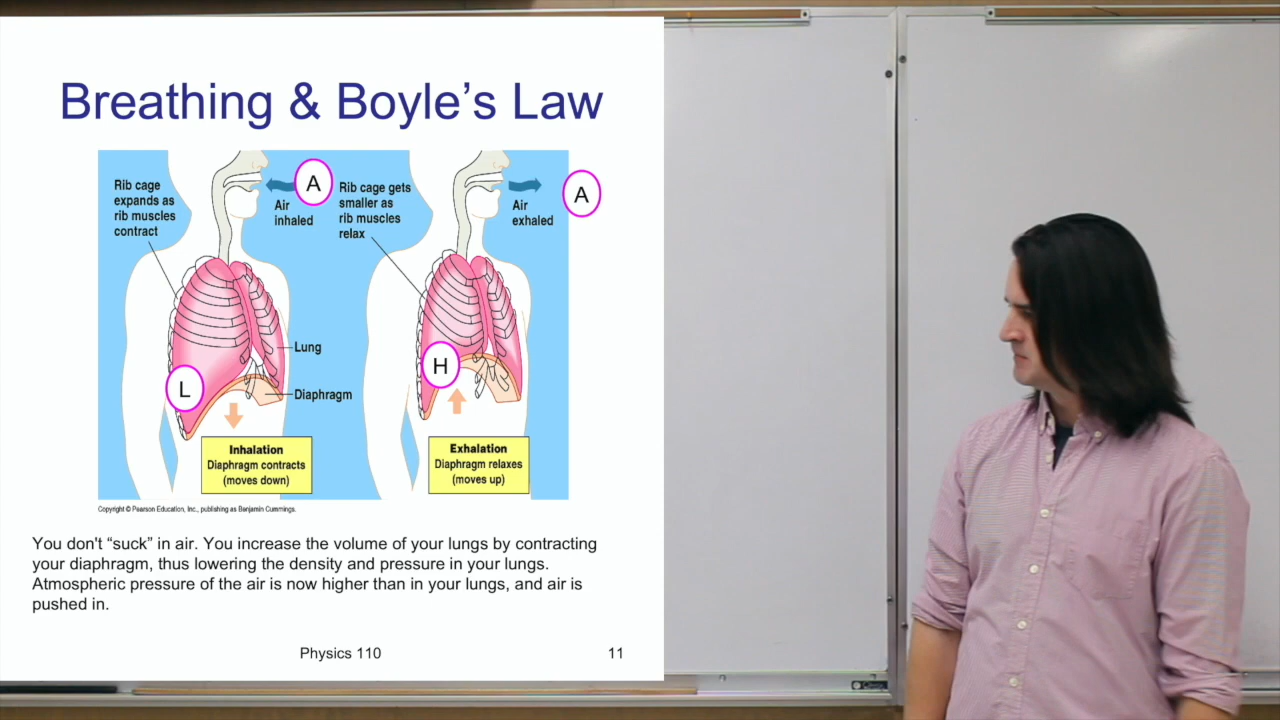 Breathing & Boyle's Law
Rib cage
expands as
rib muscles
contract
A
Air
inhaled
Rib cage gets
smaller as
rib muscles
relax
Air
exhaled
A
Lung
L
H
Diaphragm
Inhalation
Diaphragm contracts
(moves down)
Exhalation
Diaphragm relaxes
(moves up)
Copyright © Pearson Education, Inc., publishing as Benjamin Cummings.
You don't “suck” in air. You increase the volume of your lungs by contracting
your diaphragm, thus lowering the density and pressure in your lungs.
Atmospheric pressure of the air is now higher than in your lungs, and air is
pushed in.
Physics 110
11